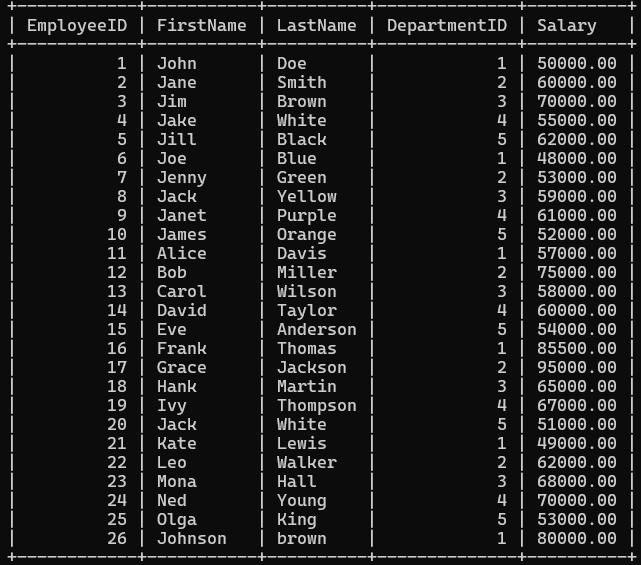 +------------+-----------+----------+--------------+----------+
| EmployeeID | FirstName | LastName | DepartmentID | Salary   |
+------------+-----------+----------+--------------+----------+
|          1 | John      | Doe      |            1 | 50000.00 |
|          2 | Jane      | Smith    |            2 | 60000.00 |
|          3 | Jim       | Brown    |            3 | 70000.00 |
|          4 | Jake      | White    |            4 | 55000.00 |
|          5 | Jill      | Black    |            5 | 62000.00 |
|          6 | Joe       | Blue     |            1 | 48000.00 |
|          7 | Jenny     | Green    |            2 | 53000.00 |
|          8 | Jack      | Yellow   |            3 | 59000.00 |
|          9 | Janet     | Purple   |            4 | 61000.00 |
|         10 | James     | Orange   |            5 | 52000.00 |
|         11 | Alice     | Davis    |            1 | 57000.00 |
|         12 | Bob       | Miller   |            2 | 75000.00 |
|         13 | Carol     | Wilson   |            3 | 58000.00 |
|         14 | David     | Taylor   |            4 | 60000.00 |
|         15 | Eve       | Anderson |            5 | 54000.00 |
|         16 | Frank     | Thomas   |            1 | 85500.00 |
|         17 | Grace     | Jackson  |            2 | 95000.00 |
|         18 | Hank      | Martin   |            3 | 65000.00 |
|         19 | Ivy       | Thompson |            4 | 67000.00 |
|         20 | Jack      | White    |            5 | 51000.00 |
|         21 | Kate      | Lewis    |            1 | 49000.00 |
|         22 | Leo       | Walker   |            2 | 62000.00 |
|         23 | Mona      | Hall     |            3 | 68000.00 |
|         24 | Ned       | Young    |            4 | 70000.00 |
|         25 | Olga      | King     |            5 | 53000.00 |
|         26 | Johnson   | brown    |            1 | 80000.00 |
+------------+-----------+----------+--------------+----------+